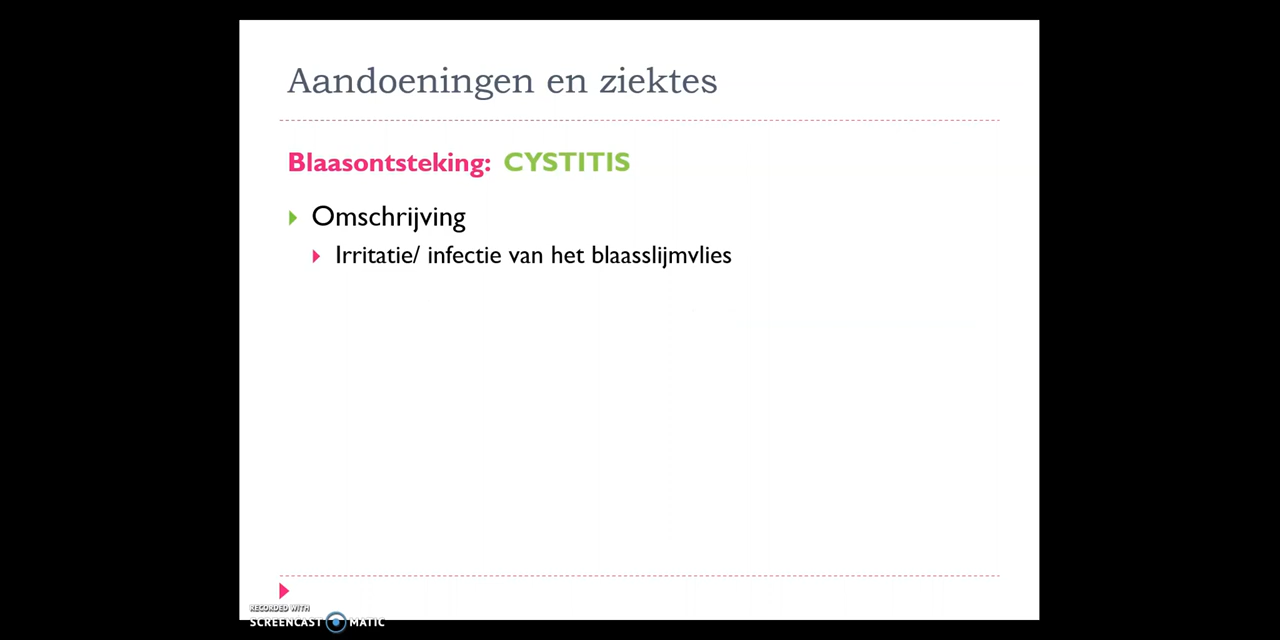 Aandoeningen en ziektes
Blaasontsteking: CYSTITIS
Omschrijving
Irritatie/ infectie van het blaasslijmvlies
RECORDED WITH
SCREENCAST MATIC